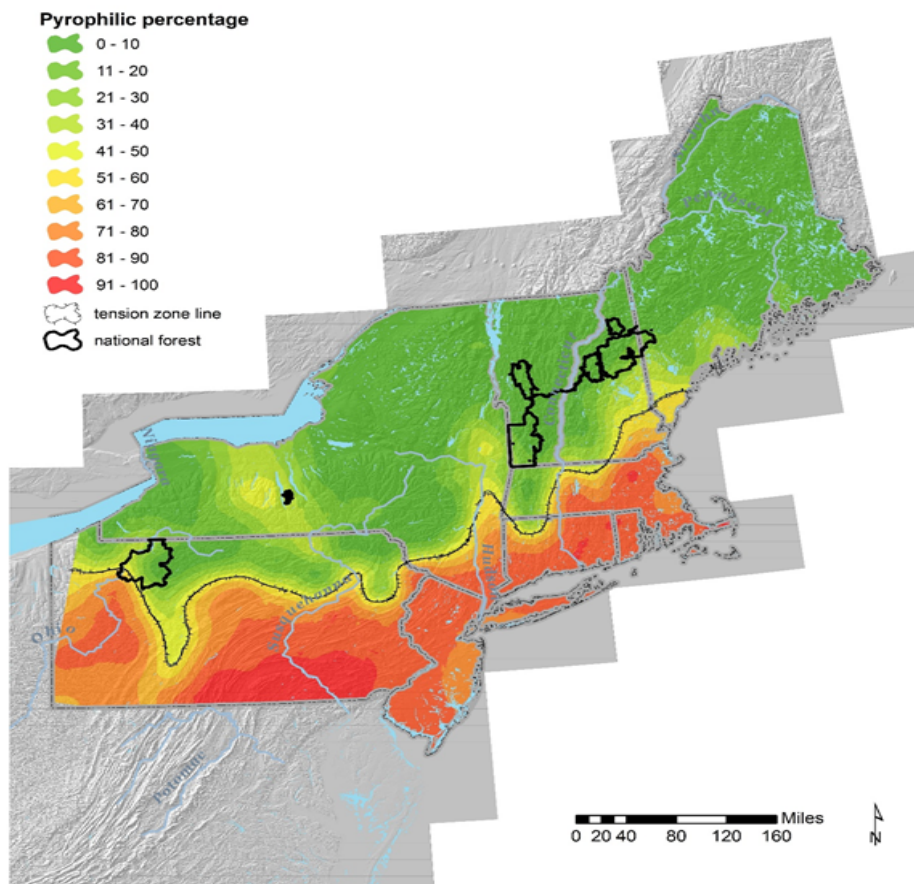 Pyrophilic percentage
0 - 10
11 - 20
21 - 30
31 - 40
41 - 50
51 - 60
61 - 70
71 - 80
81 - 90
91 - 100
tension zone line
national forest
Penobscot
Connecticut
Niagara
Hudson
Susquehanna
Ohio
Potomac
0 20 40 80 120 160 Miles
N